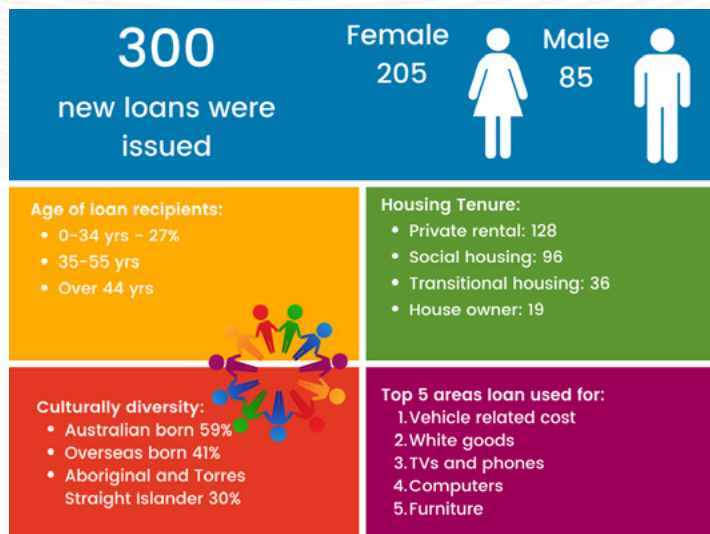 300
new loans were
issued
Female
205
Male
85
Age of loan recipients:
• 0-34 yrs - 27%
• 35-55 yrs
• Over 44 yrs
Housing Tenure:
• Private rental: 128
• Social housing: 96
• Transitional housing: 36
• House owner: 19
Culturally diversity:
• Australian born 59%
• Overseas born 41%
• Aboriginal and Torres
Straight Islander 30%
Top 5 areas loan used for:
1.Vehicle related cost
2.White goods
3.TVs and phones
4.Computers
5.Furniture